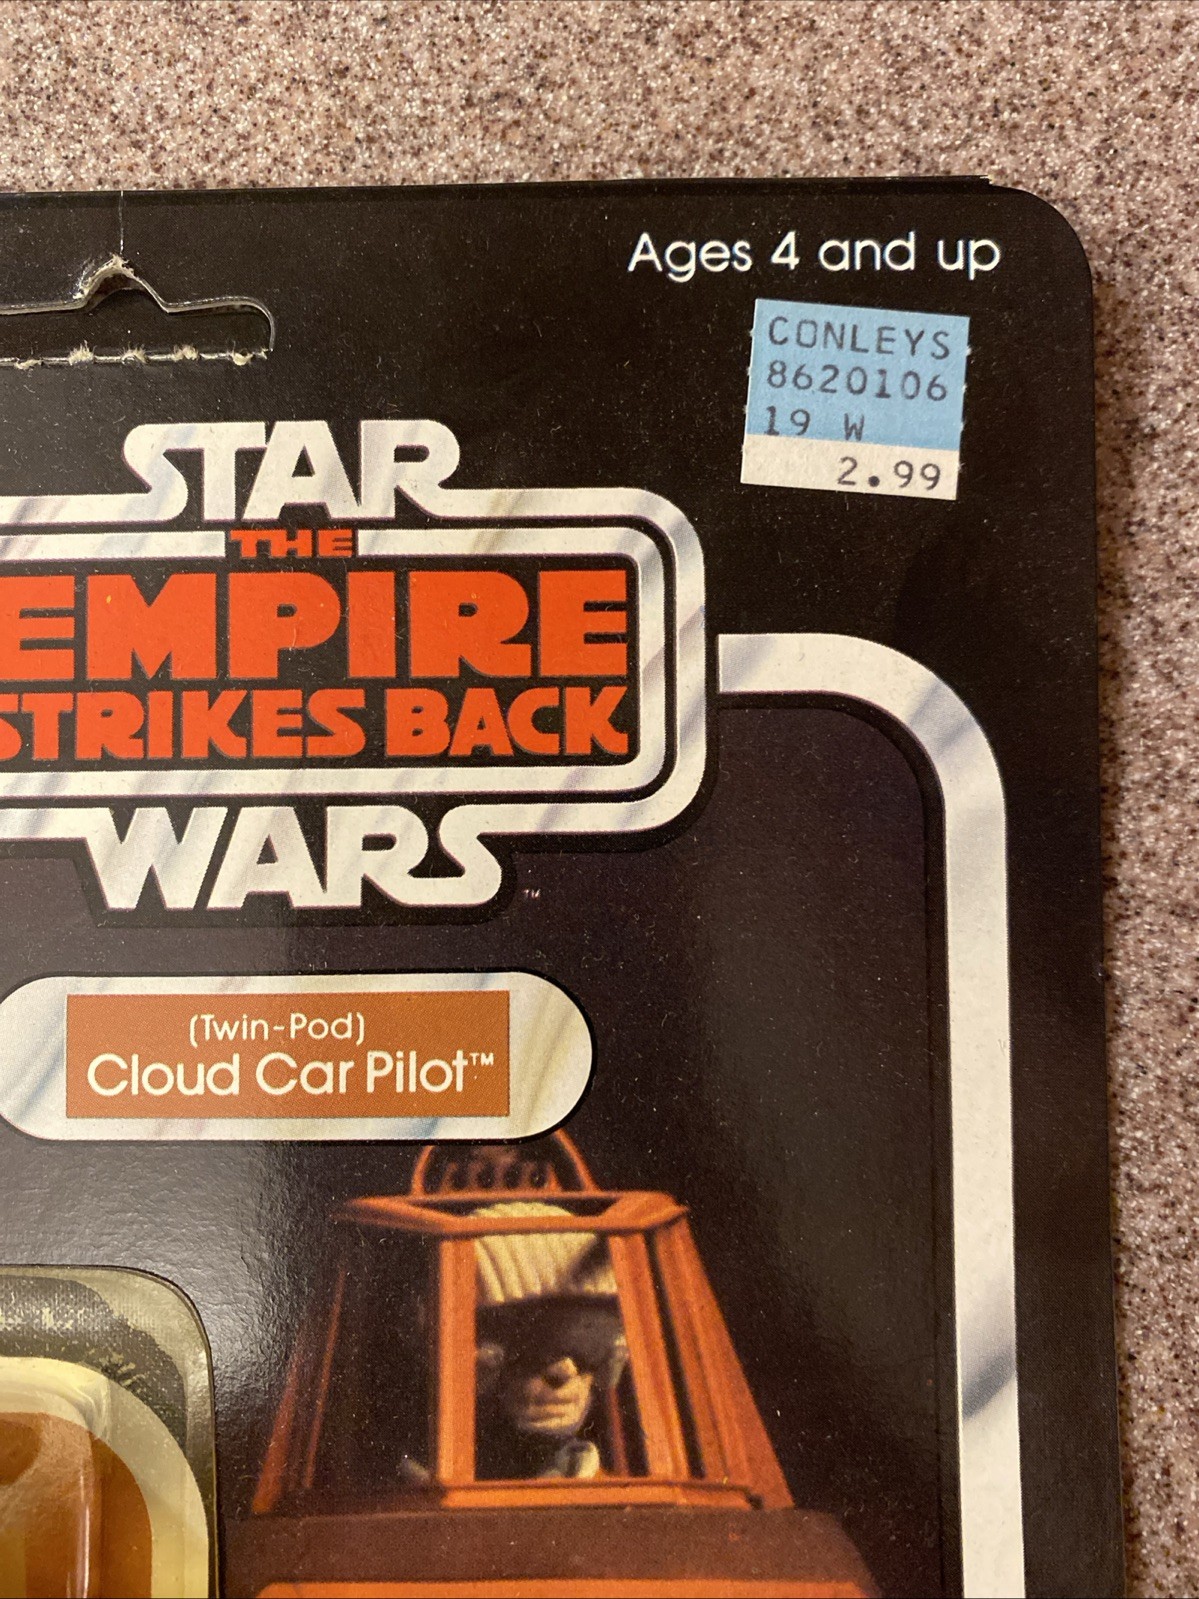 Ages 4 and up
CONLEYS
8620106
19 W
2.99
STAR
THE
EMPIRE
STRIKES BACK
WARS
TM
(Twin-Pod)
Cloud Car Pilot™